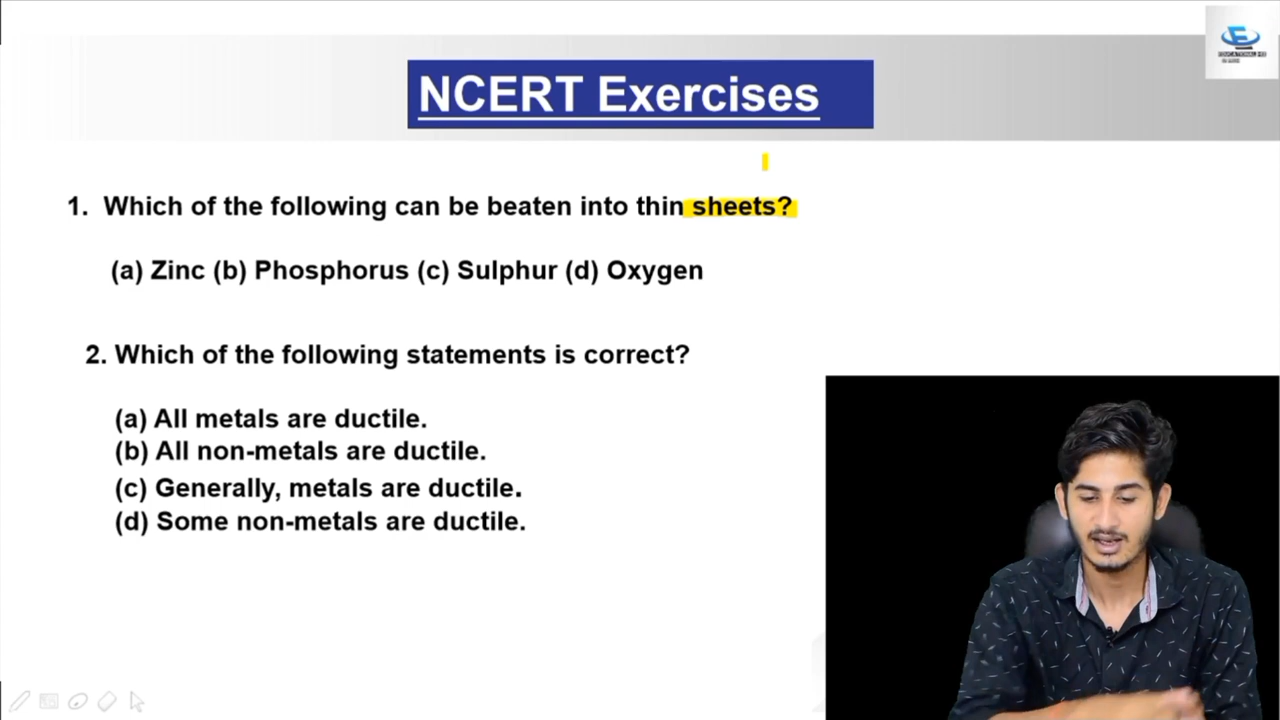 NCERT Exercises
1. Which of the following can be beaten into thin sheets?
(a) Zinc (b) Phosphorus (c) Sulphur (d) Oxygen
2. Which of the following statements is correct?
(a) All metals are ductile.
(b) All non-metals are ductile.
(c) Generally, metals are ductile.
(d) Some non-metals are ductile.